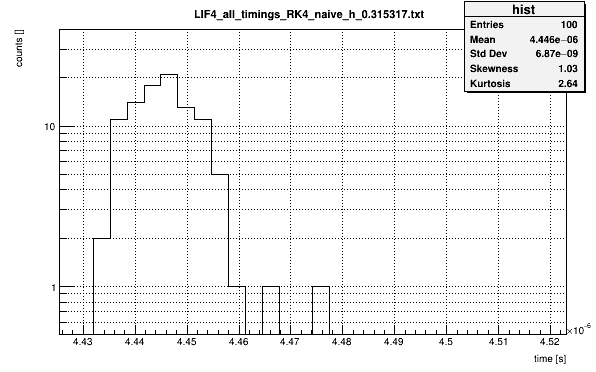 LIF4_all_timings_RK4_naive_h_0.315317.txt
hist
Entries 100
Mean 4.446e−06
Std Dev 6.87e−09
Skewness 1.03
Kurtosis 2.64
counts []
10
1
4.43 4.44 4.45 4.46 4.47 4.48 4.49 4.5 4.51 4.52
×10⁻⁶
time [s]